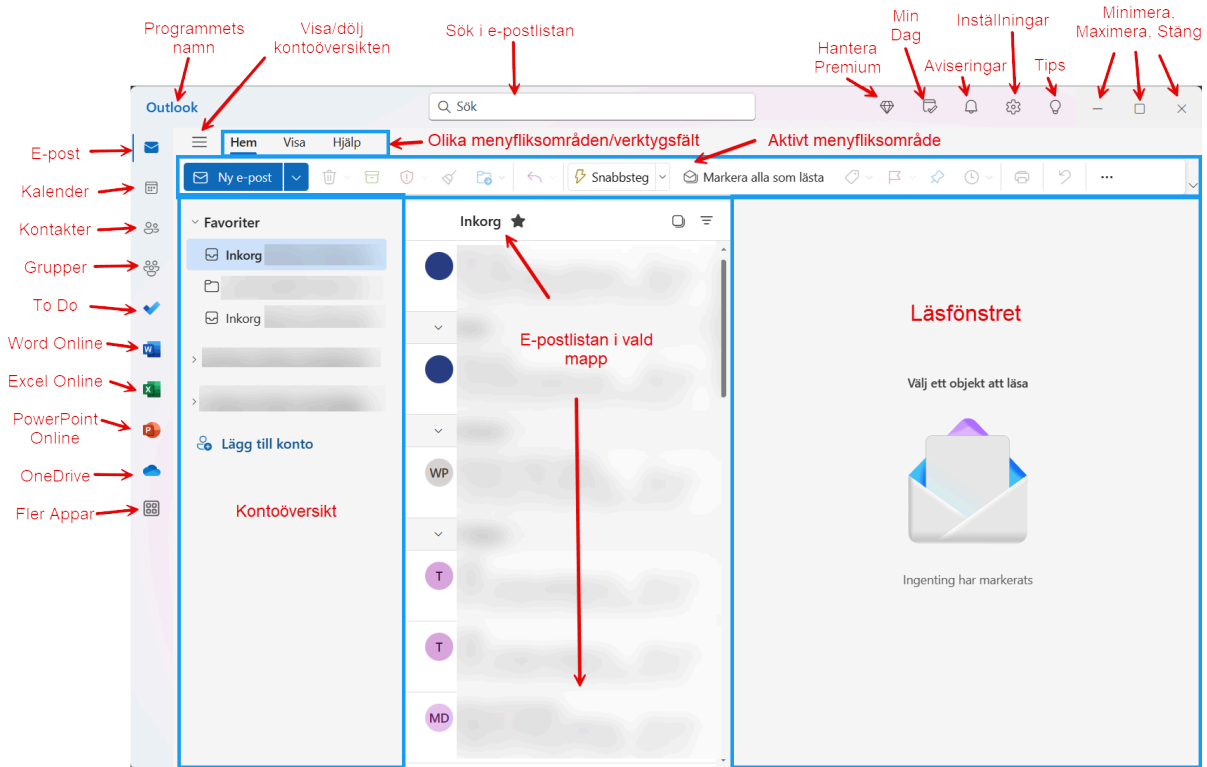 Programmets
namn
Visa/dölj
kontoöversikten
Sök i e-postlistan
Hantera
Premium
Min
Dag
Aviseringar
Inställningar
Tips
Minimera,
Maximera, Stäng
Outlook
Sök
E-post
Hem Visa Hjälp
Olika menyfliksområden/verktygsfält
Aktivt menyfliksområde
Kalender
Ny e-post
Snabbsteg
Markera alla som lästa
Kontakter
Favoriter
Inkorg
Grupper
Inkorg
To Do
Inkorg
Läsfönstret
Word Online
E-postlistan i vald
mapp
Excel Online
Välj ett objekt att läsa
PowerPoint
Online
Lägg till konto
OneDrive
WP
Fler Appar
Kontoöversikt
T
Ingenting har markerats
T
MD